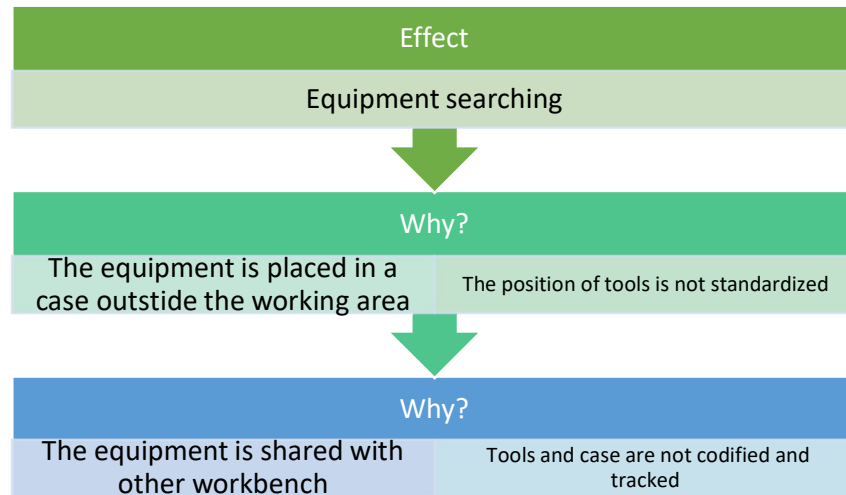 Effect
Equipment searching
Why?
The equipment is placed in a
case outstide the working area
The position of tools is not standardized
Why?
The equipment is shared with
other workbench
Tools and case are not codified and
tracked